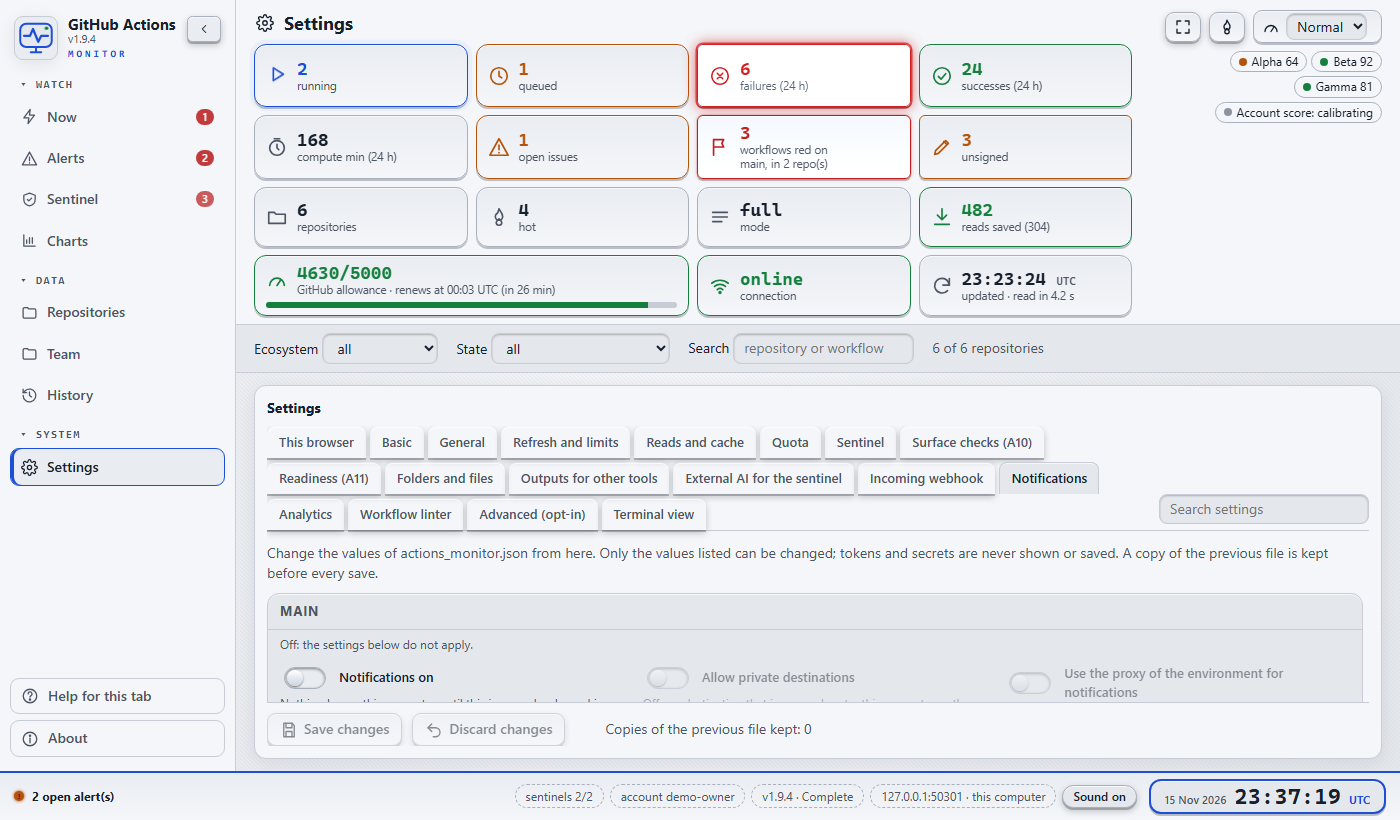 GitHub Actions
v1.9.4
MONITOR
WATCH
Now 1
Alerts 2
Sentinel 3
Charts
DATA
Repositories
Team
History
SYSTEM
Settings
Help for this tab
About
Settings
Normal
Alpha 64
Beta 92
Gamma 81
Account score: calibrating
2
running
1
queued
6
failures (24 h)
24
successes (24 h)
168
compute min (24 h)
1
open issues
3
workflows red on
main, in 2 repo(s)
3
unsigned
6
repositories
4
hot
full
mode
482
reads saved (304)
4630/5000
GitHub allowance · renews at 00:03 UTC (in 26 min)
online
connection
23:23:24 UTC
updated · read in 4.2 s
Ecosystem all State all Search repository or workflow 6 of 6 repositories
Settings
This browser Basic General Refresh and limits Reads and cache Quota Sentinel Surface checks (A10)
Readiness (A11) Folders and files Outputs for other tools External AI for the sentinel Incoming webhook Notifications
Analytics Workflow linter Advanced (opt-in) Terminal view
Search settings
Change the values of actions_monitor.json from here. Only the values listed can be changed; tokens and secrets are never shown or saved. A copy of the previous file is kept
before every save.
MAIN
Off: the settings below do not apply.
Notifications on
Allow private destinations
Use the proxy of the environment for
notifications
Save changes Discard changes Copies of the previous file kept: 0
2 open alert(s)
sentinels 2/2 account demo-owner v1.9.4 · Complete 127.0.0.1:50301 · this computer Sound on 15 Nov 2026 23:37:19 UTC